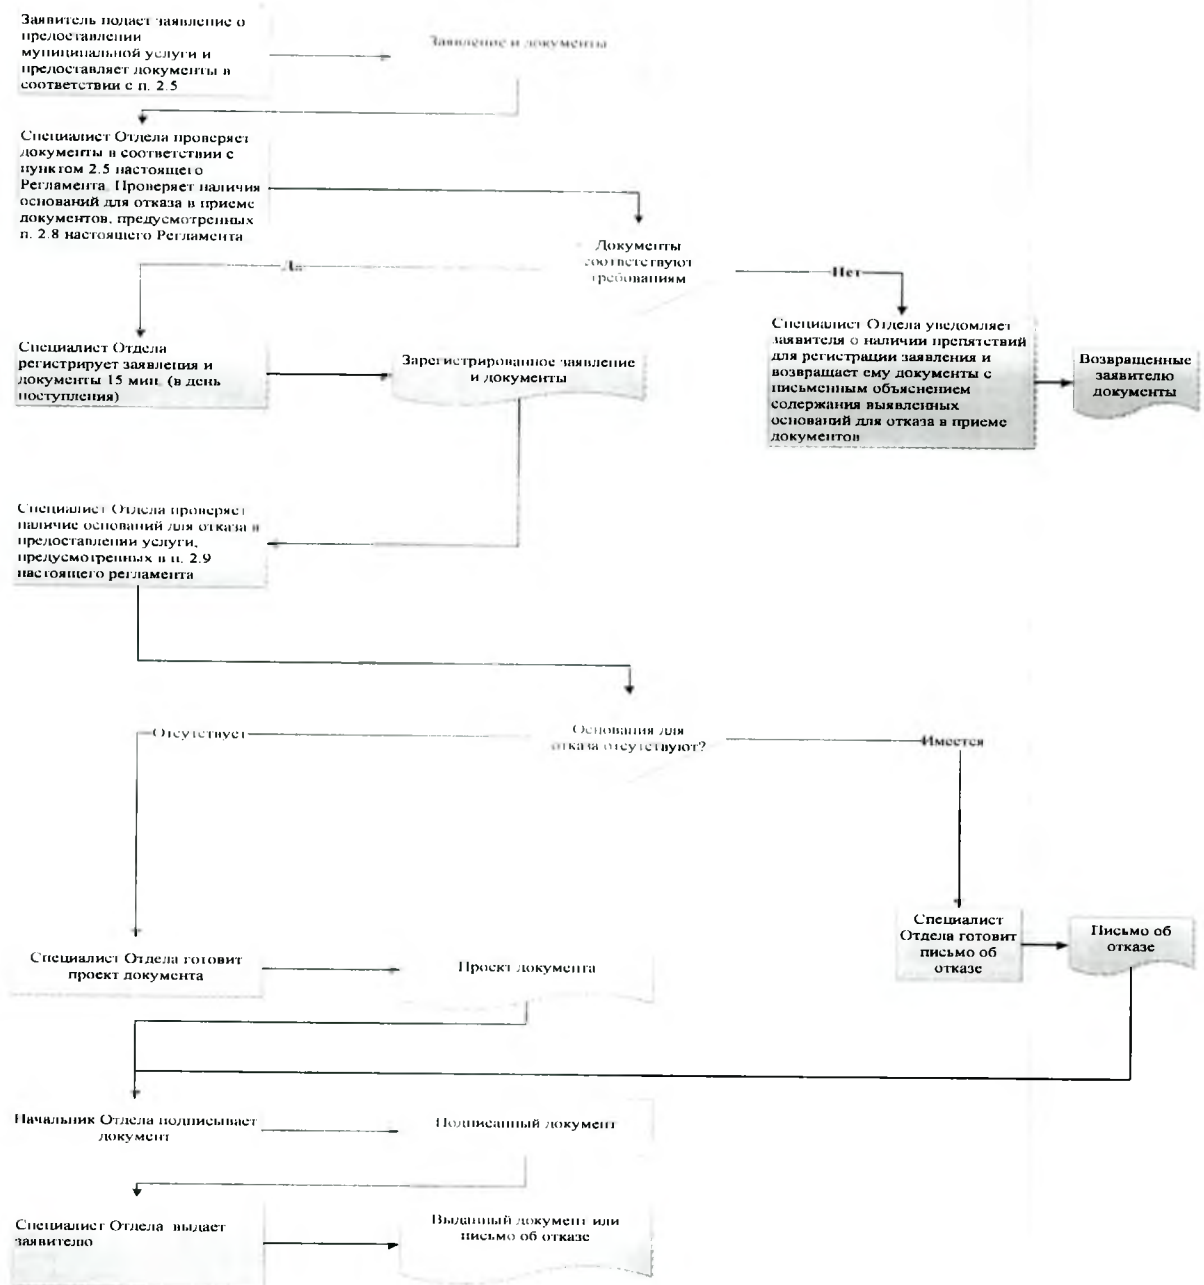 Заявитель подает заявление о
предоставлении
муниципальной услуги и
предоставляет документы в
соответствии с п. 2.5
Заявление и документы
Специалист Отдела проверяет
документы в соответствии с
пунктом 2.5 настоящего
Регламента. Проверяет наличия
оснований для отказа в приеме
документов, предусмотренных
п. 2.8 настоящего Регламента
Документы
соответствуют
требованиям
Да
Нет
Специалист Отдела
регистрирует заявления и
документы 15 мин. (в день
поступления)
Зарегистрированное заявление
и документы
Специалист Отдела уведомляет
заявителя о наличии препятствий
для регистрации заявления и
возвращает ему документы с
письменным объяснением
содержания выявленных
оснований для отказа в приеме
документов
Возвращенные
заявителю
документы
Специалист Отдела проверяет
наличие оснований для отказа в
предоставлении услуги,
предусмотренных в п. 2.9
настоящего регламента
Основания для
отказа отсутствуют?
Отсутствует
Имеется
Специалист Отдела готовит
проект документа
Проект документа
Специалист
Отдела готовит
письмо об
отказе
Письмо об
отказе
Начальник Отдела подписывает
документ
Подписанный документ
Специалист Отдела выдает
заявителю
Выданный документ или
письмо об отказе